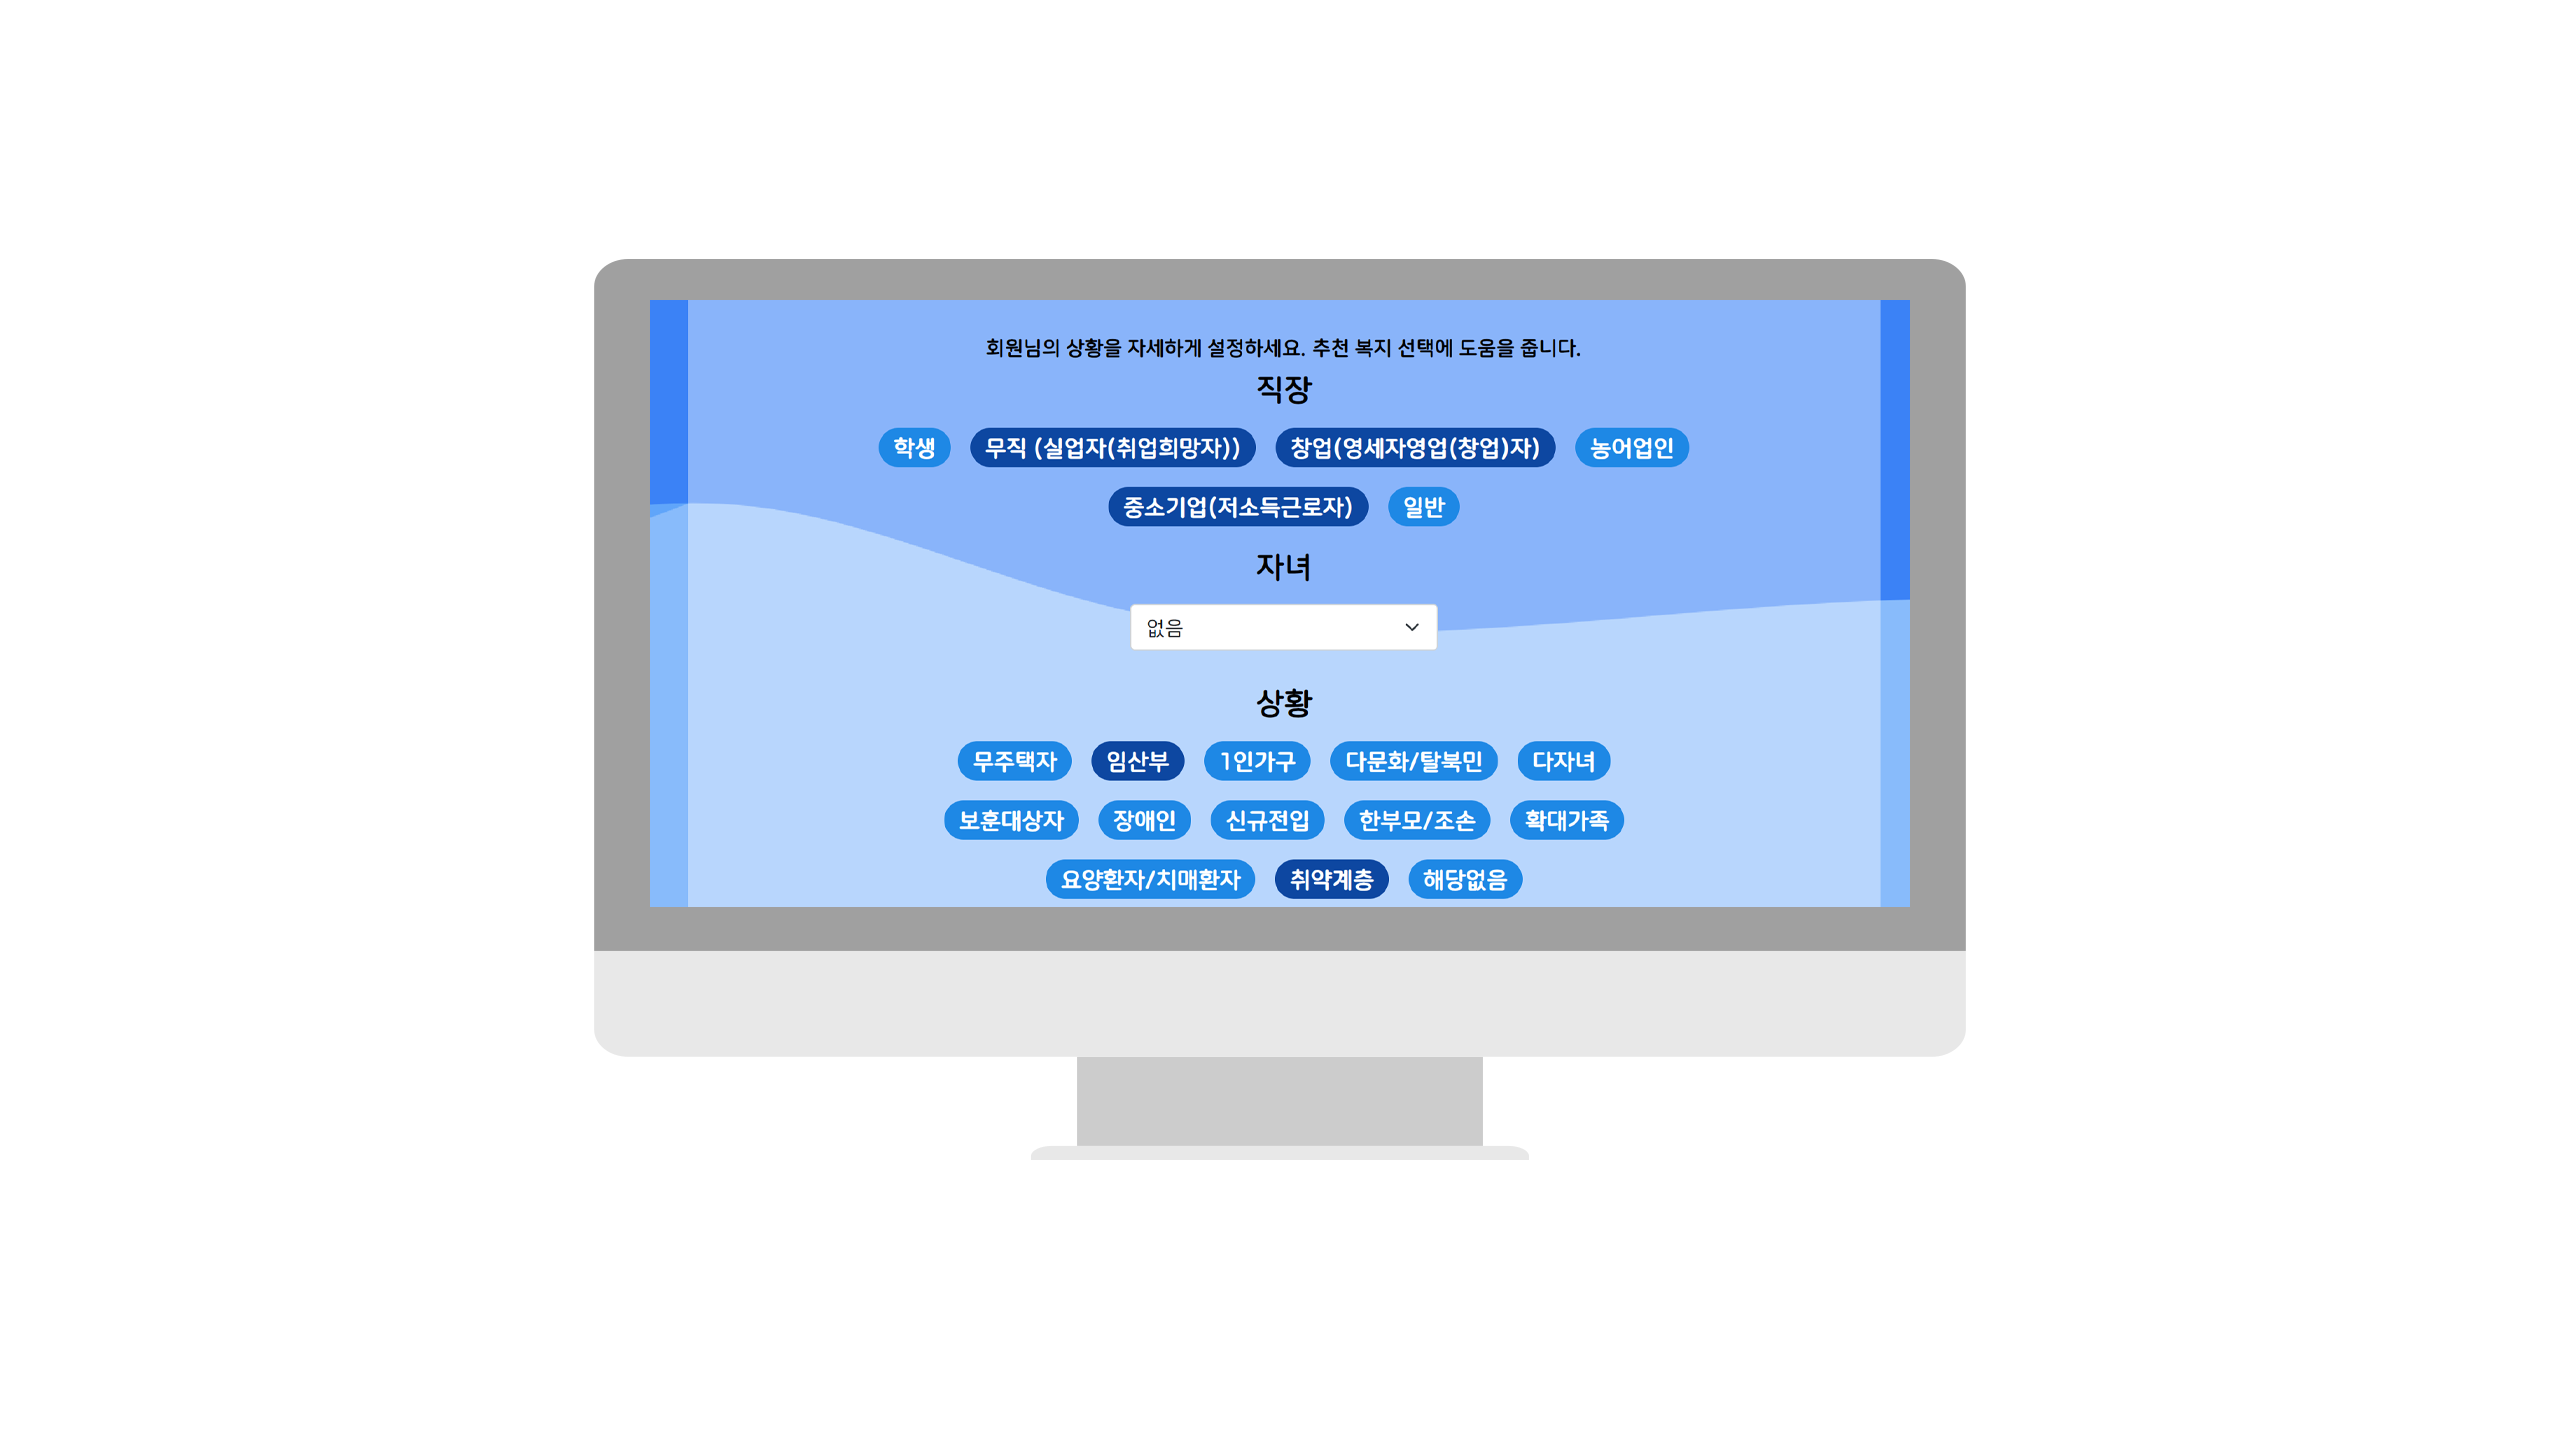 회원님의 상황을 자세하게 설정하세요. 추천 복지 선택에 도움을 줍니다.
직장
학생 무직 (실업자(취업희망자)) 창업(영세자영업(창업)자) 농어업인
중소기업(저소득근로자) 일반
자녀
없음
상황
무주택자 임산부 1인가구 다문화/탈북민 다자녀
보훈대상자 장애인 신규전입 한부모/조손 확대가족
요양환자/치매환자 취약계층 해당없음